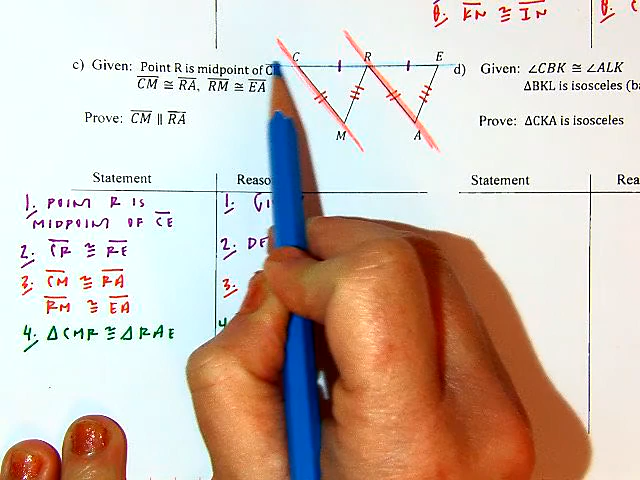 θ. KN ≅ IN
c) Given: Point R is midpoint of C
CM ≅ RA, RM ≅ EA
Prove: CM ∥ RA
C R E
M A
d) Given: ∠CBK ≅ ∠ALK
ΔBKL is isosceles (ba
Prove: ΔCKA is isosceles
Statement Reaso
Statement Rea
1. POINT R IS 1. GI
MIDPOINT OF CE
2. CR ≅ RE 2. DE
3. CM ≅ RA 3.
RM ≅ EA
4. ΔCMR ≅ ΔRAE 4.